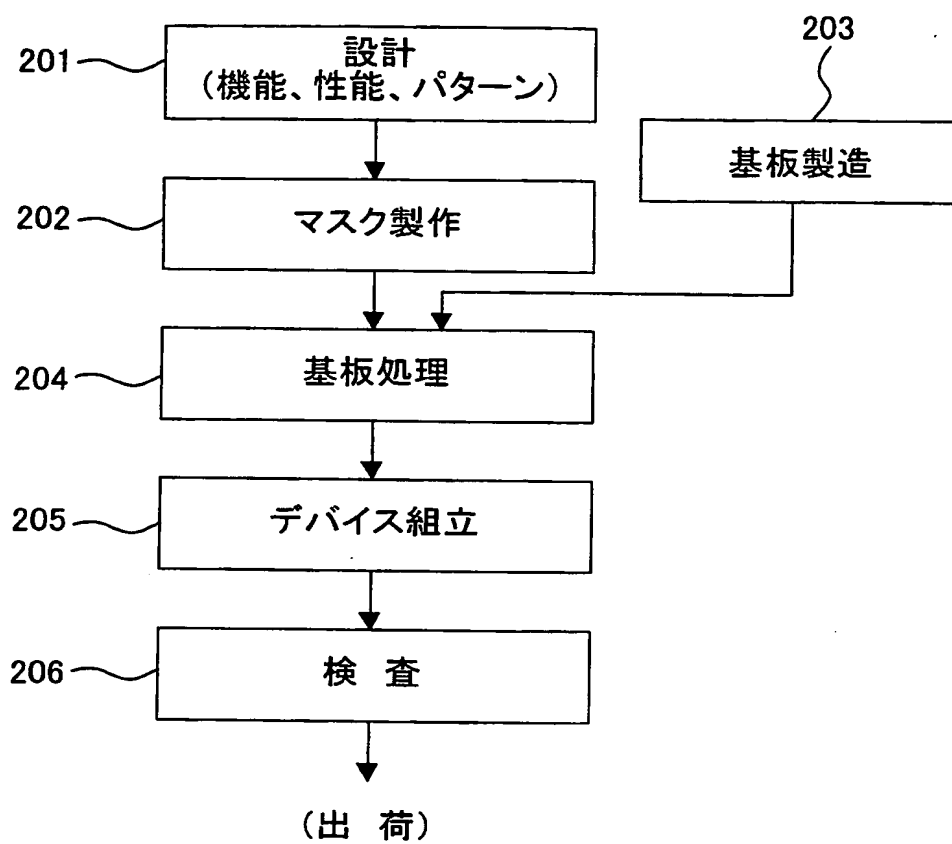 201
設計
(機能、性能、パターン)
203
基板製造
202
マスク製作
204
基板処理
205
デバイス組立
206
検 査
(出 荷)